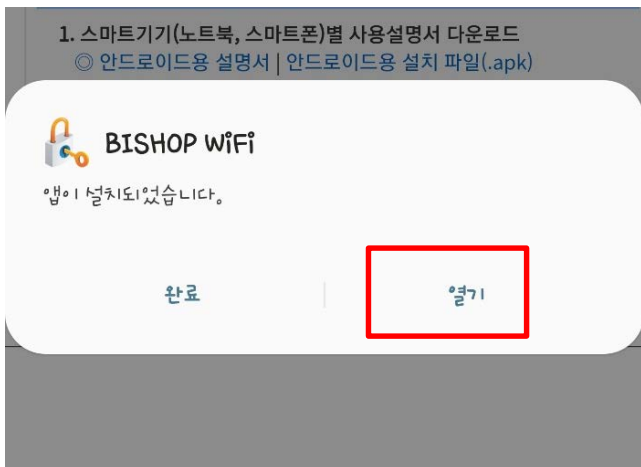 1. 스마트기기(노트북, 스마트폰)별 사용설명서 다운로드
◎ 안드로이드용 설명서 | 안드로이드용 설치 파일(.apk)
BISHOP WiFi
앱이 설치되었습니다.
완료
열기